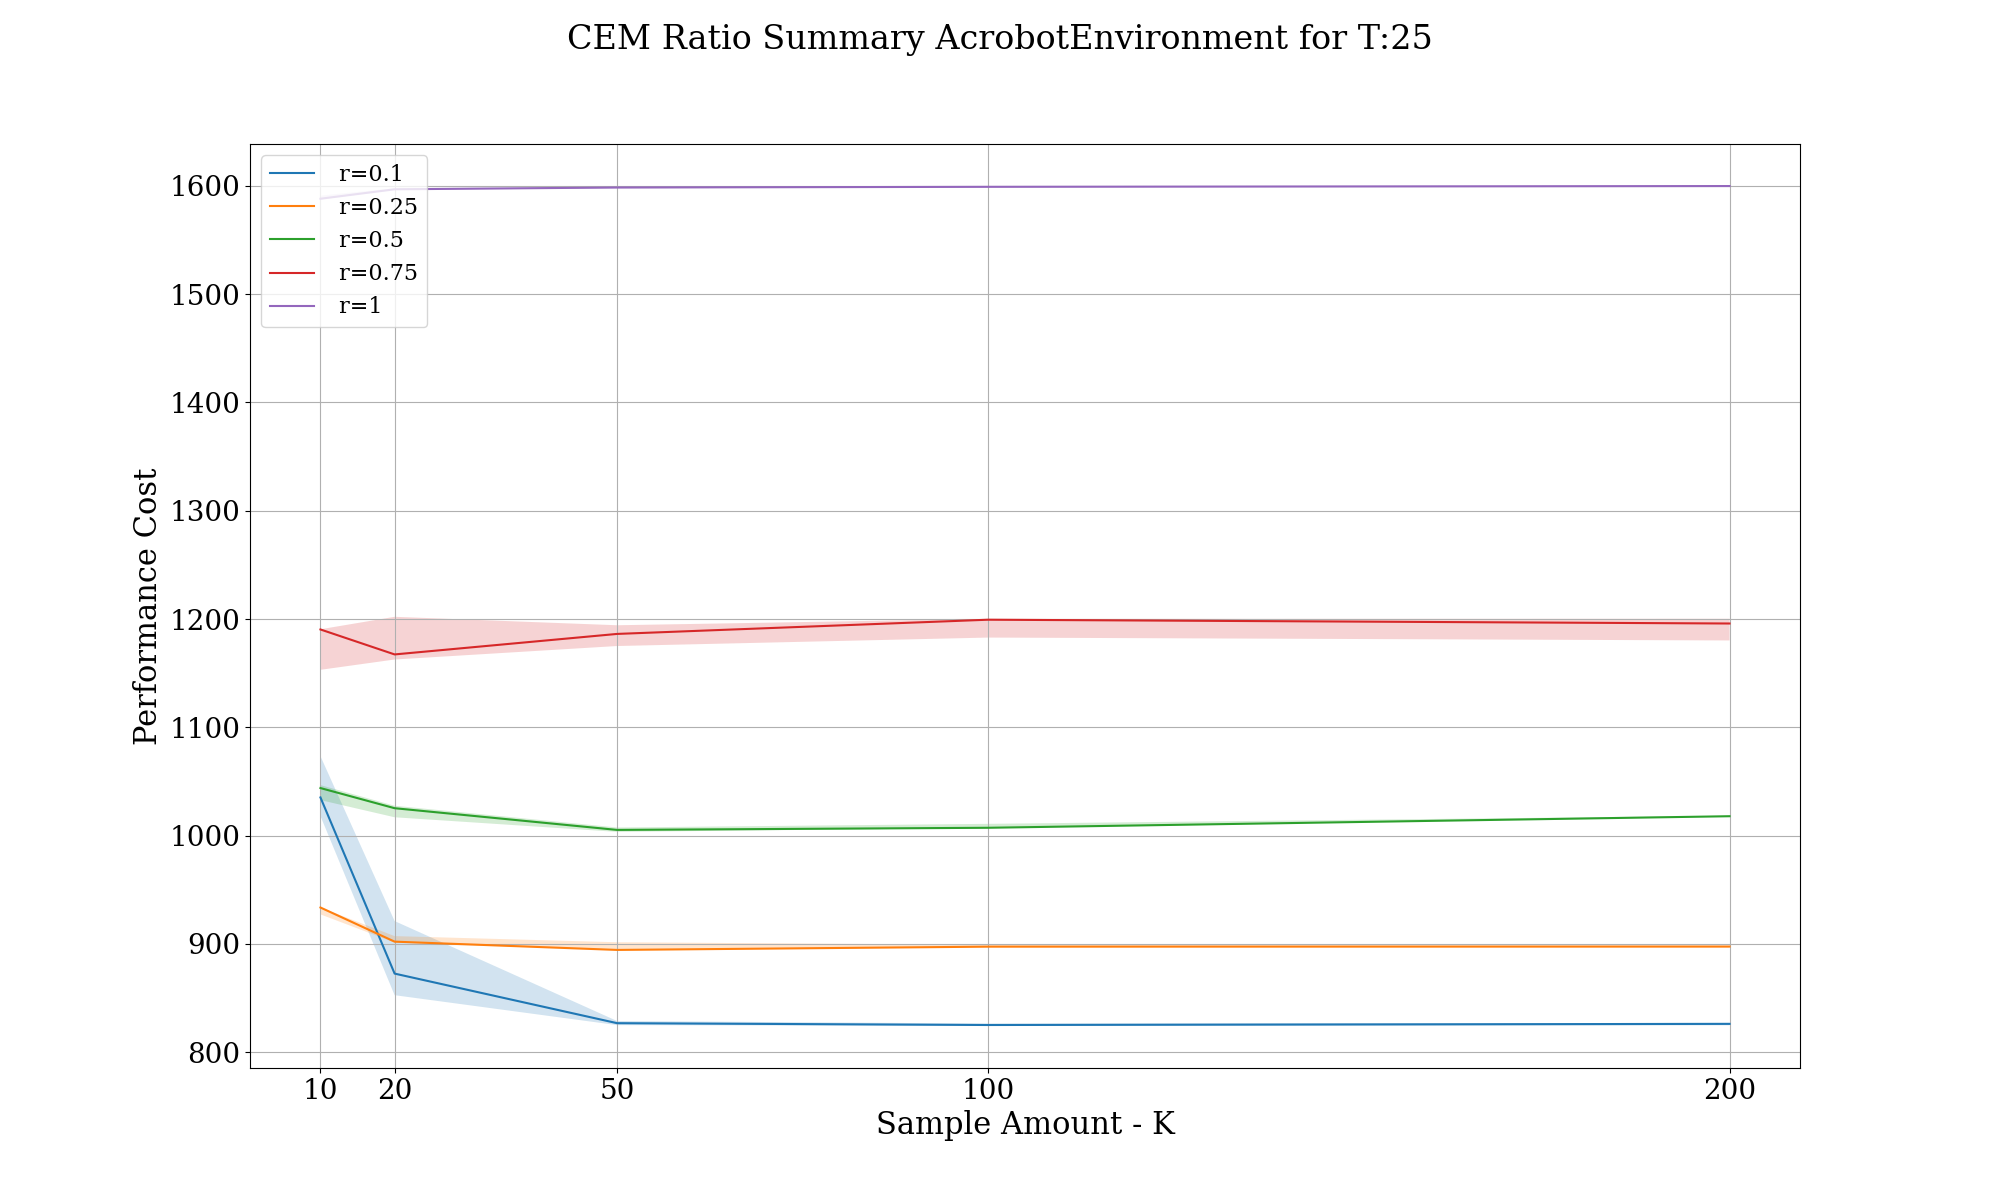 CEM Ratio Summary AcrobotEnvironment for T:25
r=0.1
r=0.25
r=0.5
r=0.75
r=1
1600
1500
1400
1300
1200
1100
1000
900
800
Performance Cost
10 20 50 100 200
Sample Amount - K